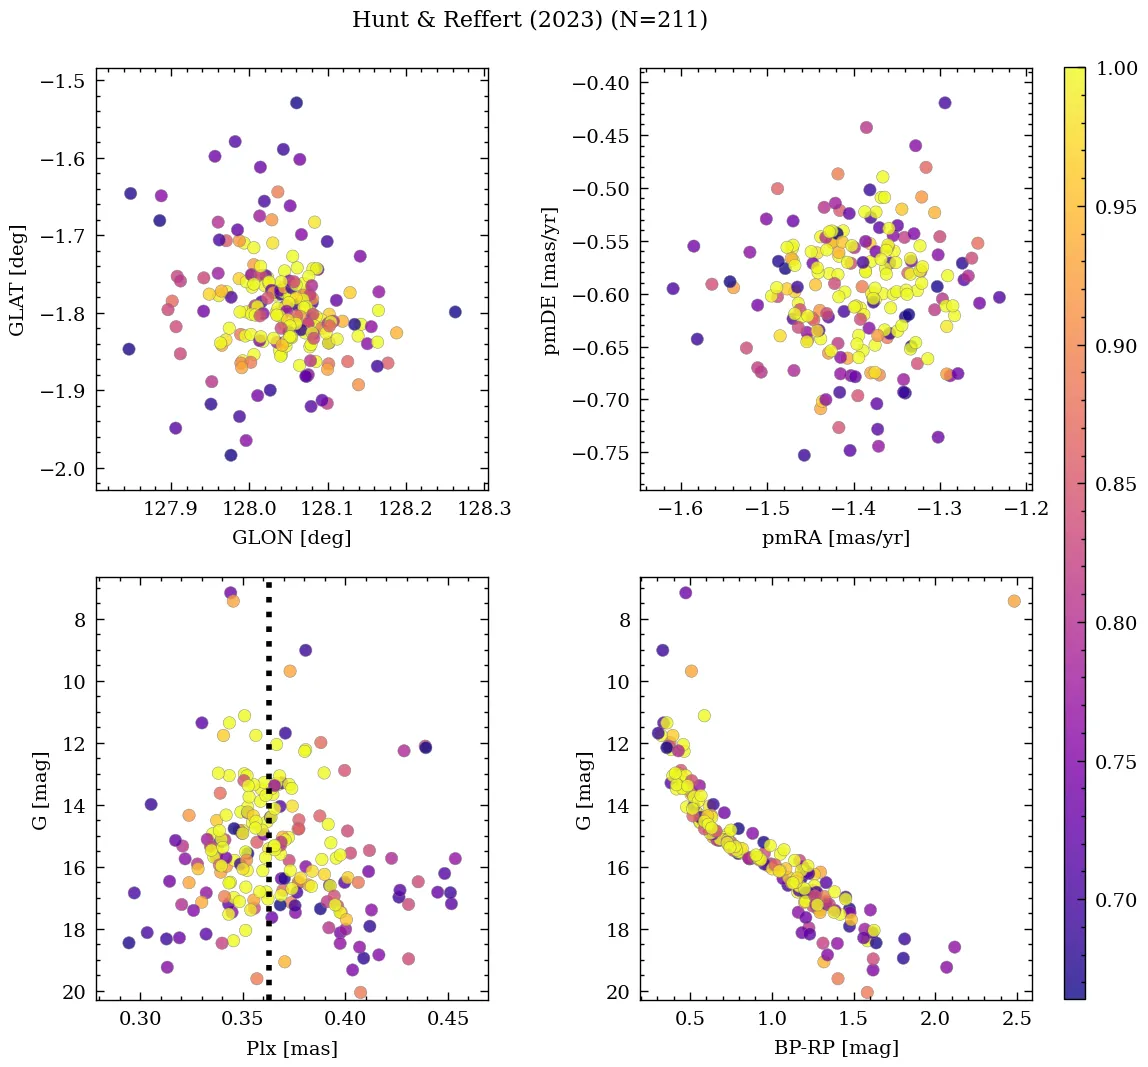 Hunt & Reffert (2023) (N=211)
−1.5
−1.6
−1.7
−1.8
−1.9
−2.0
GLAT [deg]
127.9 128.0 128.1 128.2 128.3
GLON [deg]
−0.40
−0.45
−0.50
−0.55
−0.60
−0.65
−0.70
−0.75
pmDE [mas/yr]
−1.6 −1.5 −1.4 −1.3 −1.2
pmRA [mas/yr]
8
10
12
14
16
18
20
G [mag]
0.30 0.35 0.40 0.45
Plx [mas]
8
10
12
14
16
18
20
G [mag]
0.5 1.0 1.5 2.0 2.5
BP-RP [mag]
1.00
0.95
0.90
0.85
0.80
0.75
0.70